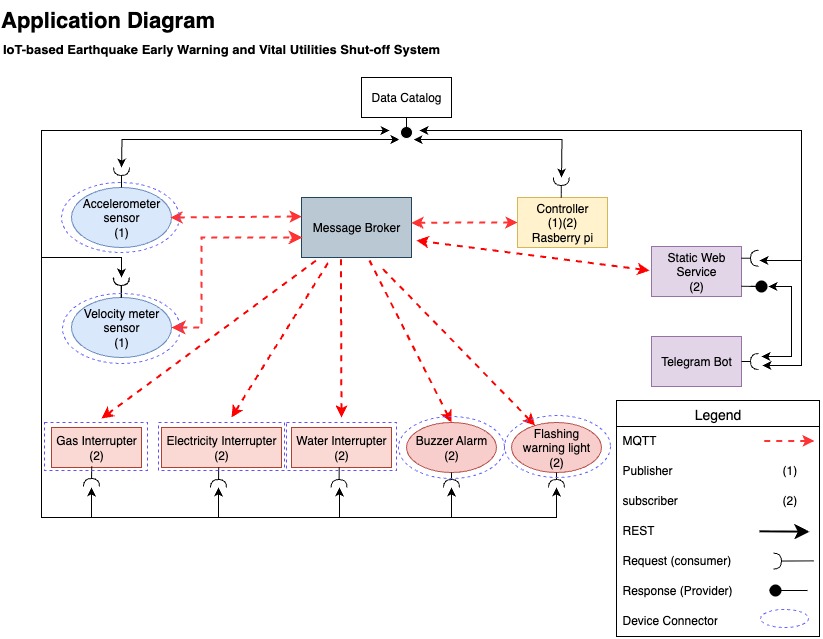 Application Diagram
IoT-based Earthquake Early Warning and Vital Utilities Shut-off System
Data Catalog
Accelerometer
sensor
(1)
Message Broker
Controller
(1)(2)
Rasberry pi
Static Web
Service
(2)
Velocity meter
sensor
(1)
Telegram Bot
Gas Interrupter
(2)
Electricity Interrupter
(2)
Water Interrupter
(2)
Buzzer Alarm
(2)
Flashing
warning light
(2)
Legend
MQTT
Publisher (1)
subscriber (2)
REST
Request (consumer)
Response (Provider)
Device Connector